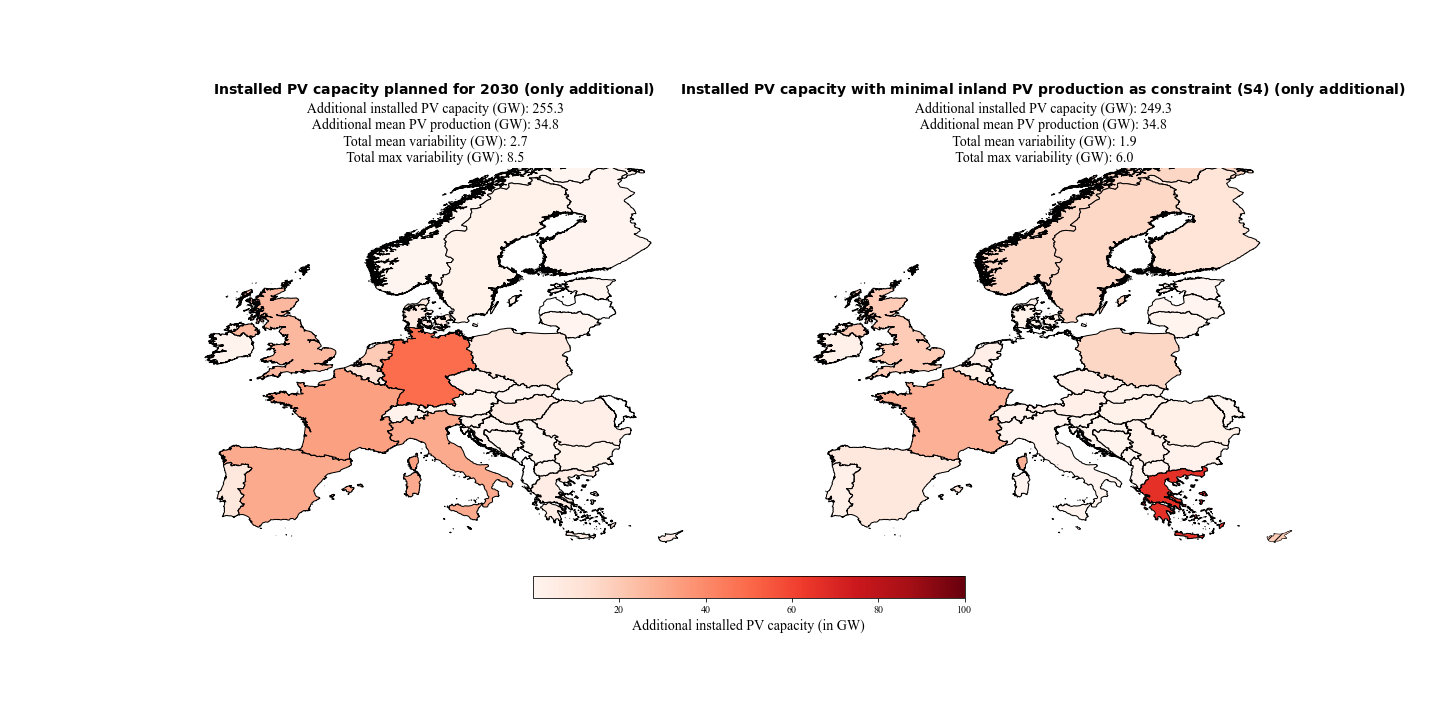 Installed PV capacity planned for 2030 (only additional)
Additional installed PV capacity (GW): 255.3
Additional mean PV production (GW): 34.8
Total mean variability (GW): 2.7
Total max variability (GW): 8.5
Installed PV capacity with minimal inland PV production as constraint (S4) (only additional)
Additional installed PV capacity (GW): 249.3
Additional mean PV production (GW): 34.8
Total mean variability (GW): 1.9
Total max variability (GW): 6.0
20 40 60 80 100
Additional installed PV capacity (in GW)